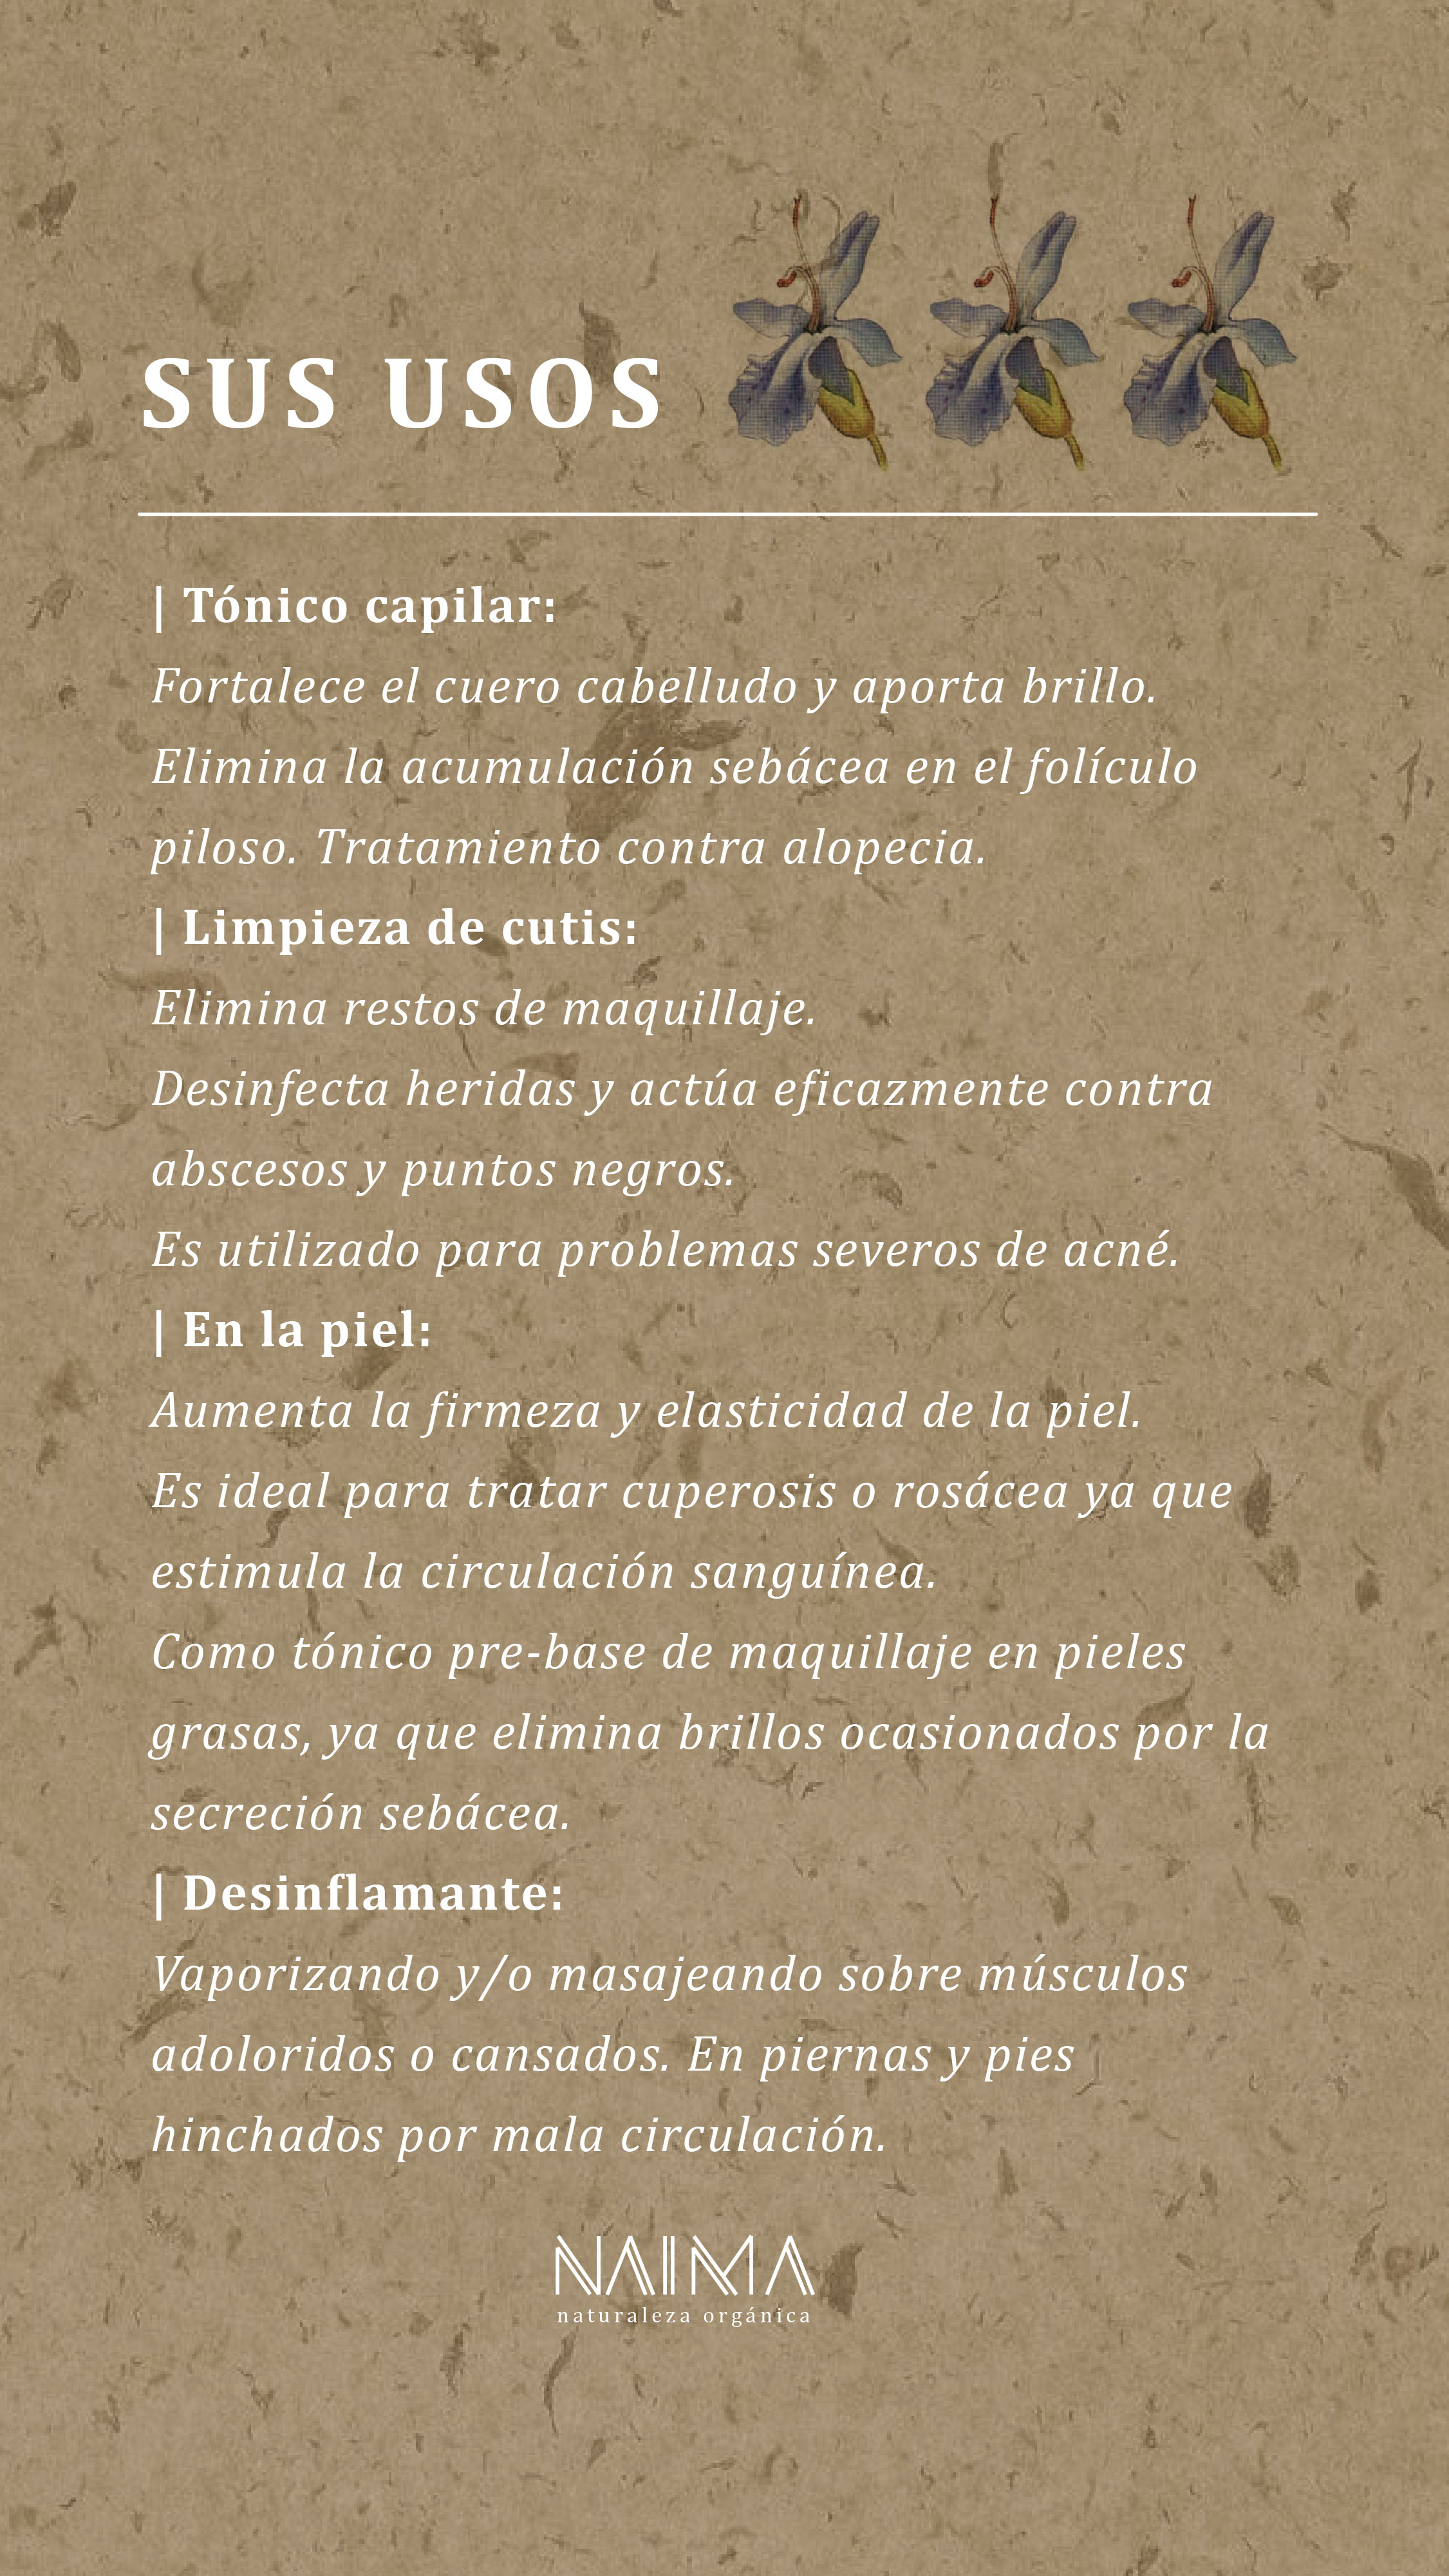 SUS USOS
| Tónico capilar:
Fortalece el cuero cabelludo y aporta brillo.
Elimina la acumulación sebácea en el folículo
piloso. Tratamiento contra alopecia.
| Limpieza de cutis:
Elimina restos de maquillaje.
Desinfecta heridas y actúa eficazmente contra
abscesos y puntos negros.
Es utilizado para problemas severos de acné.
| En la piel:
Aumenta la firmeza y elasticidad de la piel.
Es ideal para tratar cuperosis o rosácea ya que
estimula la circulación sanguínea.
Como tónico pre-base de maquillaje en pieles
grasas, ya que elimina brillos ocasionados por la
secreción sebácea.
| Desinflamante:
Vaporizando y/o masajeando sobre músculos
adoloridos o cansados. En piernas y pies
hinchados por mala circulación.
NAIMA
naturaleza orgánica